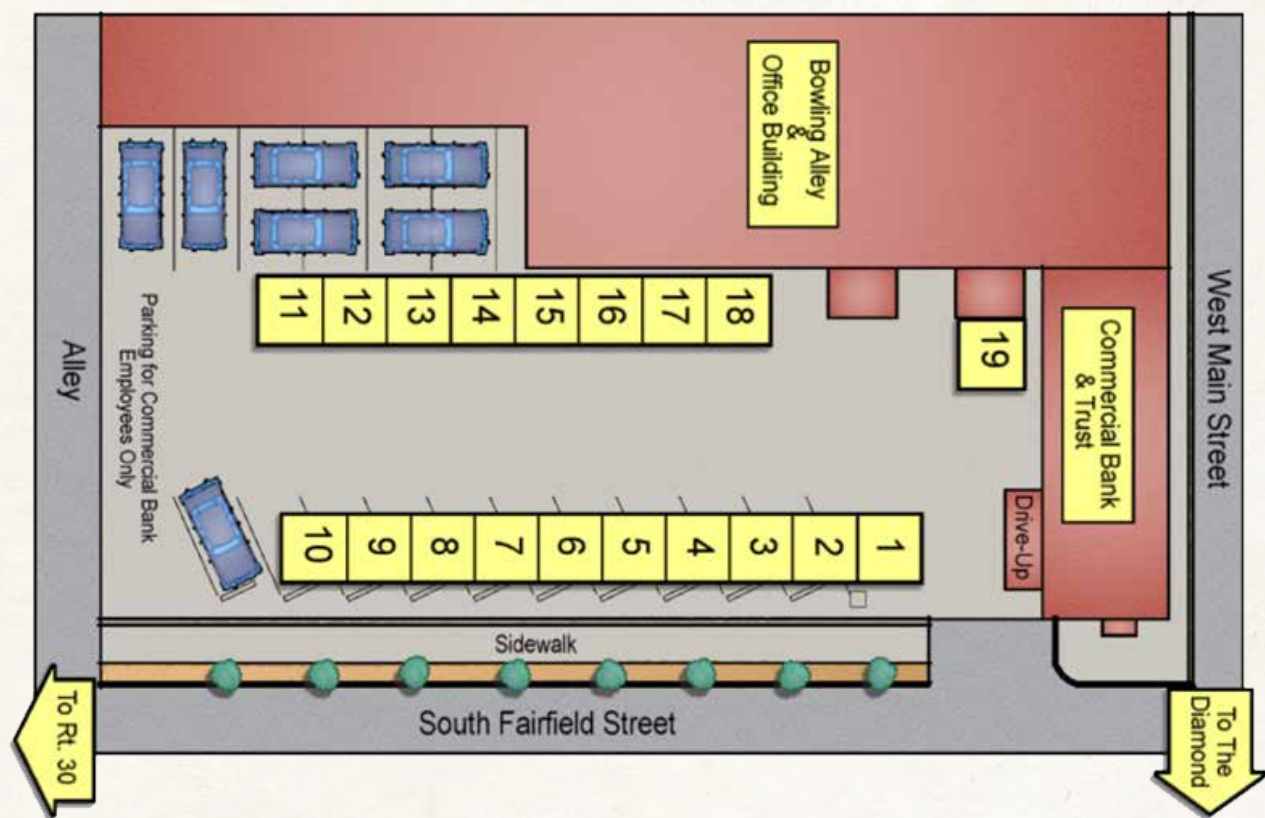 Bowling Alley
&
Office Building
West Main Street
Commercial Bank
& Trust
11
12
13
14
15
16
17
18
19
Alley
Parking for Commercial Bank
Employees Only
Drive-Up
10
9
8
7
6
5
4
3
2
1
Sidewalk
South Fairfield Street
To Rt. 30
To The
Diamond